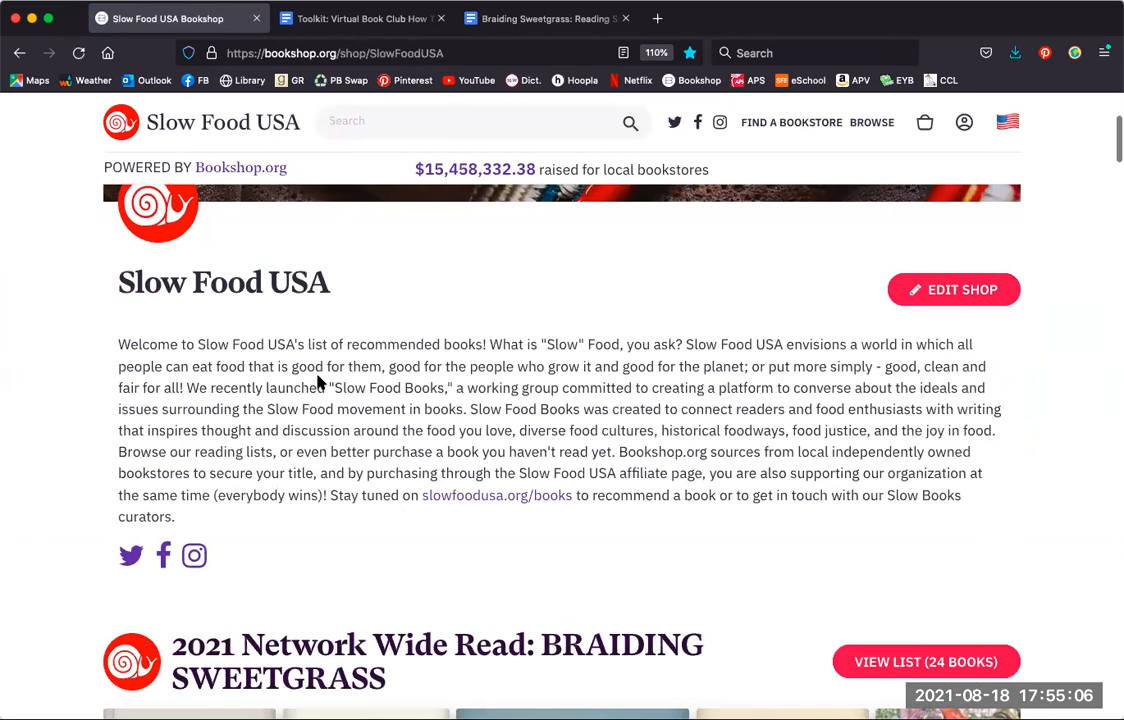 Slow Food USA Bookshop
Toolkit: Virtual Book Club How T
Braiding Sweetgrass: Reading S
https://bookshop.org/shop/SlowFoodUSA
110%
Search
Maps Weather Outlook FB Library GR PB Swap Pinterest YouTube Dict. Hoopla Netflix Bookshop APS eSchool APV EYB CCL
Slow Food USA
Search
FIND A BOOKSTORE BROWSE
POWERED BY Bookshop.org
$15,458,332.38 raised for local bookstores
Slow Food USA
EDIT SHOP
Welcome to Slow Food USA's list of recommended books! What is "Slow" Food, you ask? Slow Food USA envisions a world in which all
people can eat food that is good for them, good for the people who grow it and good for the planet; or put more simply - good, clean and
fair for all! We recently launched "Slow Food Books," a working group committed to creating a platform to converse about the ideals and
issues surrounding the Slow Food movement in books. Slow Food Books was created to connect readers and food enthusiasts with writing
that inspires thought and discussion around the food you love, diverse food cultures, historical foodways, food justice, and the joy in food.
Browse our reading lists, or even better purchase a book you haven't read yet. Bookshop.org sources from local independently owned
bookstores to secure your title, and by purchasing through the Slow Food USA affiliate page, you are also supporting our organization at
the same time (everybody wins)! Stay tuned on slowfoodusa.org/books to recommend a book or to get in touch with our Slow Books
curators.
2021 Network Wide Read: BRAIDING
SWEETGRASS
VIEW LIST (24 BOOKS)
2021-08-18 17:55:06